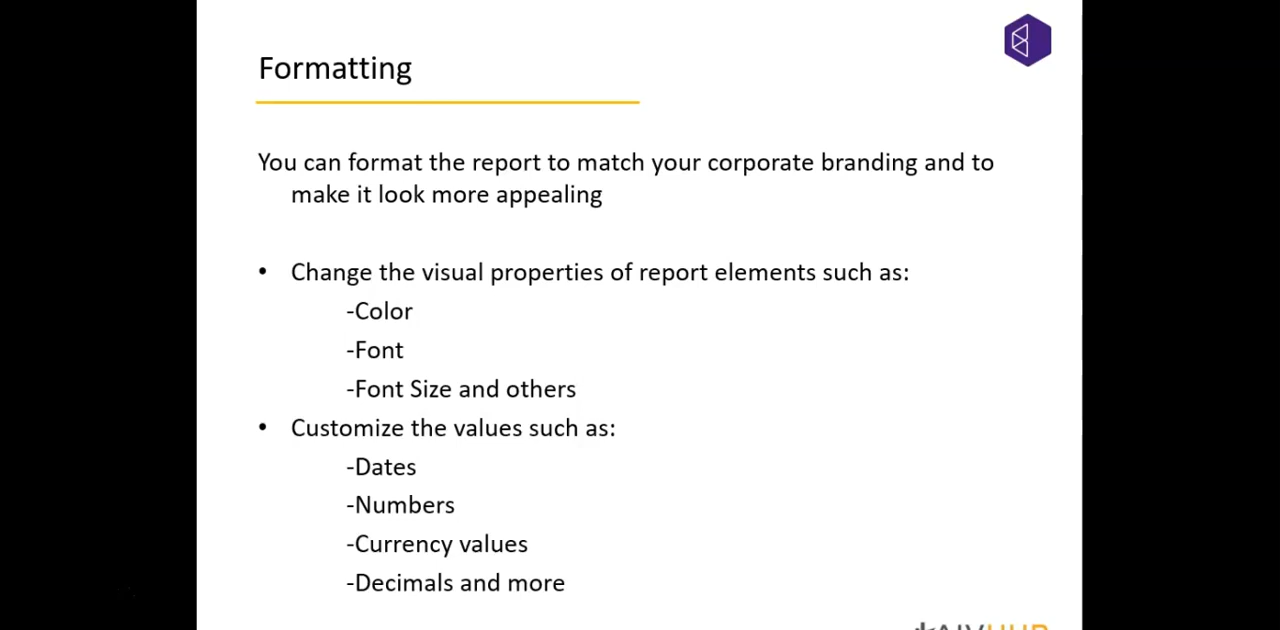 Formatting
You can format the report to match your corporate branding and to
make it look more appealing
• Change the visual properties of report elements such as:
-Color
-Font
-Font Size and others
• Customize the values such as:
-Dates
-Numbers
-Currency values
-Decimals and more